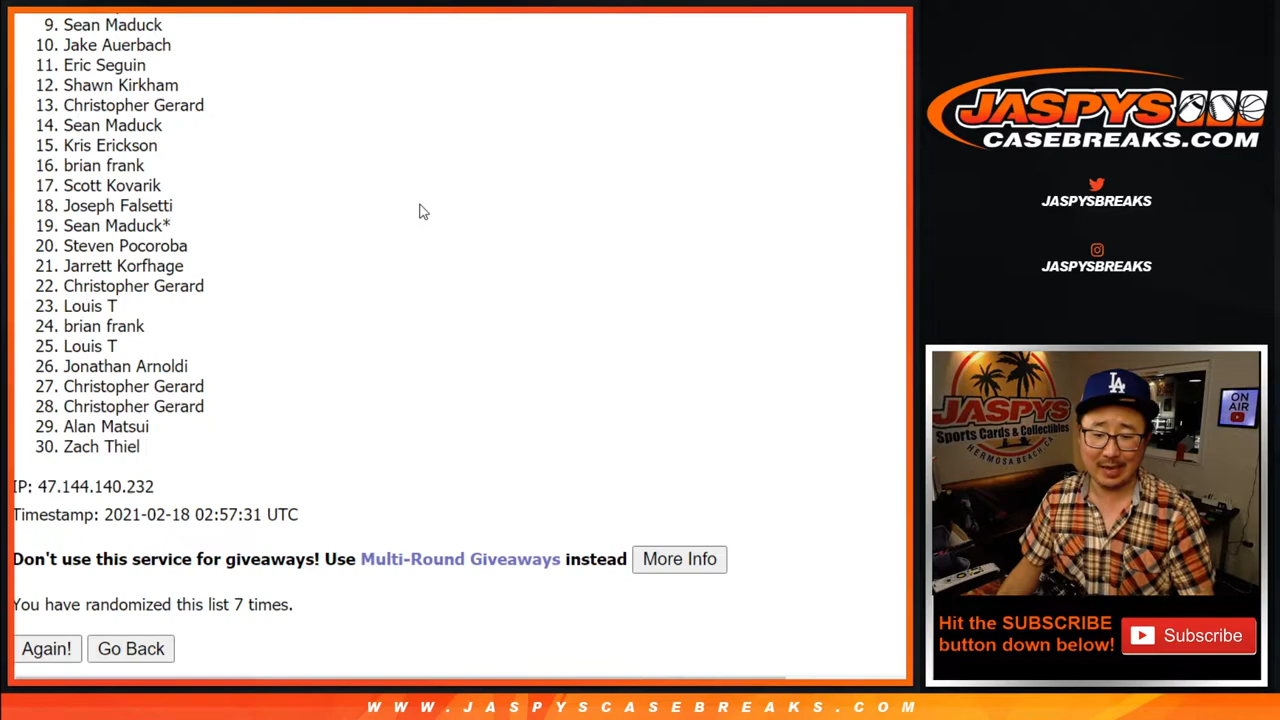 9. Sean Maduck
10. Jake Auerbach
11. Eric Seguin
12. Shawn Kirkham
13. Christopher Gerard
14. Sean Maduck
15. Kris Erickson
16. brian frank
17. Scott Kovarik
18. Joseph Falsetti
19. Sean Maduck*
20. Steven Pocoroba
21. Jarrett Korfhage
22. Christopher Gerard
23. Louis T
24. brian frank
25. Louis T
26. Jonathan Arnoldi
27. Christopher Gerard
28. Christopher Gerard
29. Alan Matsui
30. Zach Thiel
IP: 47.144.140.232
Timestamp: 2021-02-18 02:57:31 UTC
Don't use this service for giveaways! Use Multi-Round Giveaways instead More Info
You have randomized this list 7 times.
Again! Go Back
JASPYS
CASEBREAKS.COM
JASPYSBREAKS
JASPYSBREAKS
JASPYS
Sports Cards & Collectibles
HERMOSA BEACH, CA
LA
ON
AIR
Hit the SUBSCRIBE
button down below!
Subscribe
WWW.JASPYSCASEBREAKS.COM